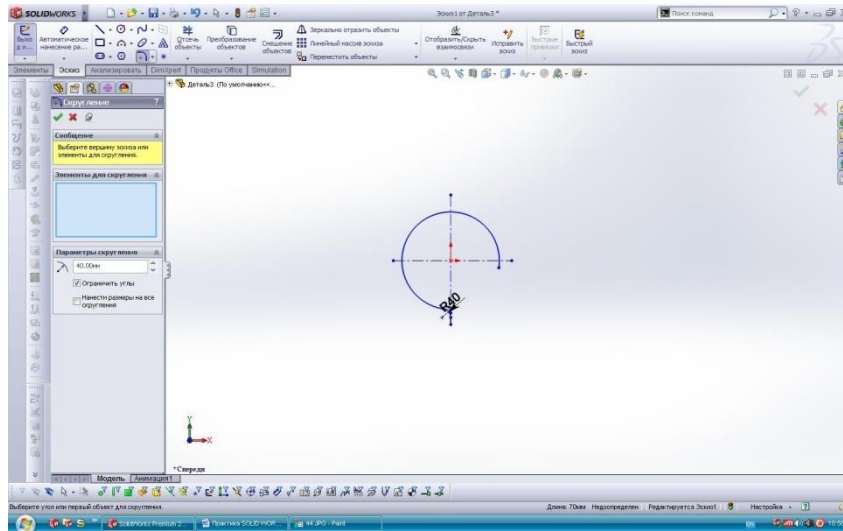 SOLIDWORKS
Эскиз1 от Деталь3 *
Поиск команд
Автоматическое нанесение ра...
Отсечь объекты
Преобразование объектов
Смещение объектов
Зеркально отразить объекты
Линейный массив эскиза
Переместить объекты
Отобразить/Скрыть взаимосвязи
Исправить эскиз
Быстрые привязки
Быстрый эскиз
Элементы
Эскиз
Анализировать
DimXpert
Продукты Office
Simulation
Деталь3 (По умолчанию<<...
Скругление
?
Сообщение
Выберите вершину эскиза или
элементы для скругления.
Элементы для скругления
Параметры скругления
40.00мм
Ограничить углы
Нанести размеры на все
скругления
R40
Y
X
*Спереди
Модель
Анимация1
Выберите угол или первый объект для скругления.
Длина: 70мм
Недоопределен
Редактируется Эскиз1
Настройка
SolidWorks Premium 2...
Практика SOLID WOR...
44.JPG - Paint
EN